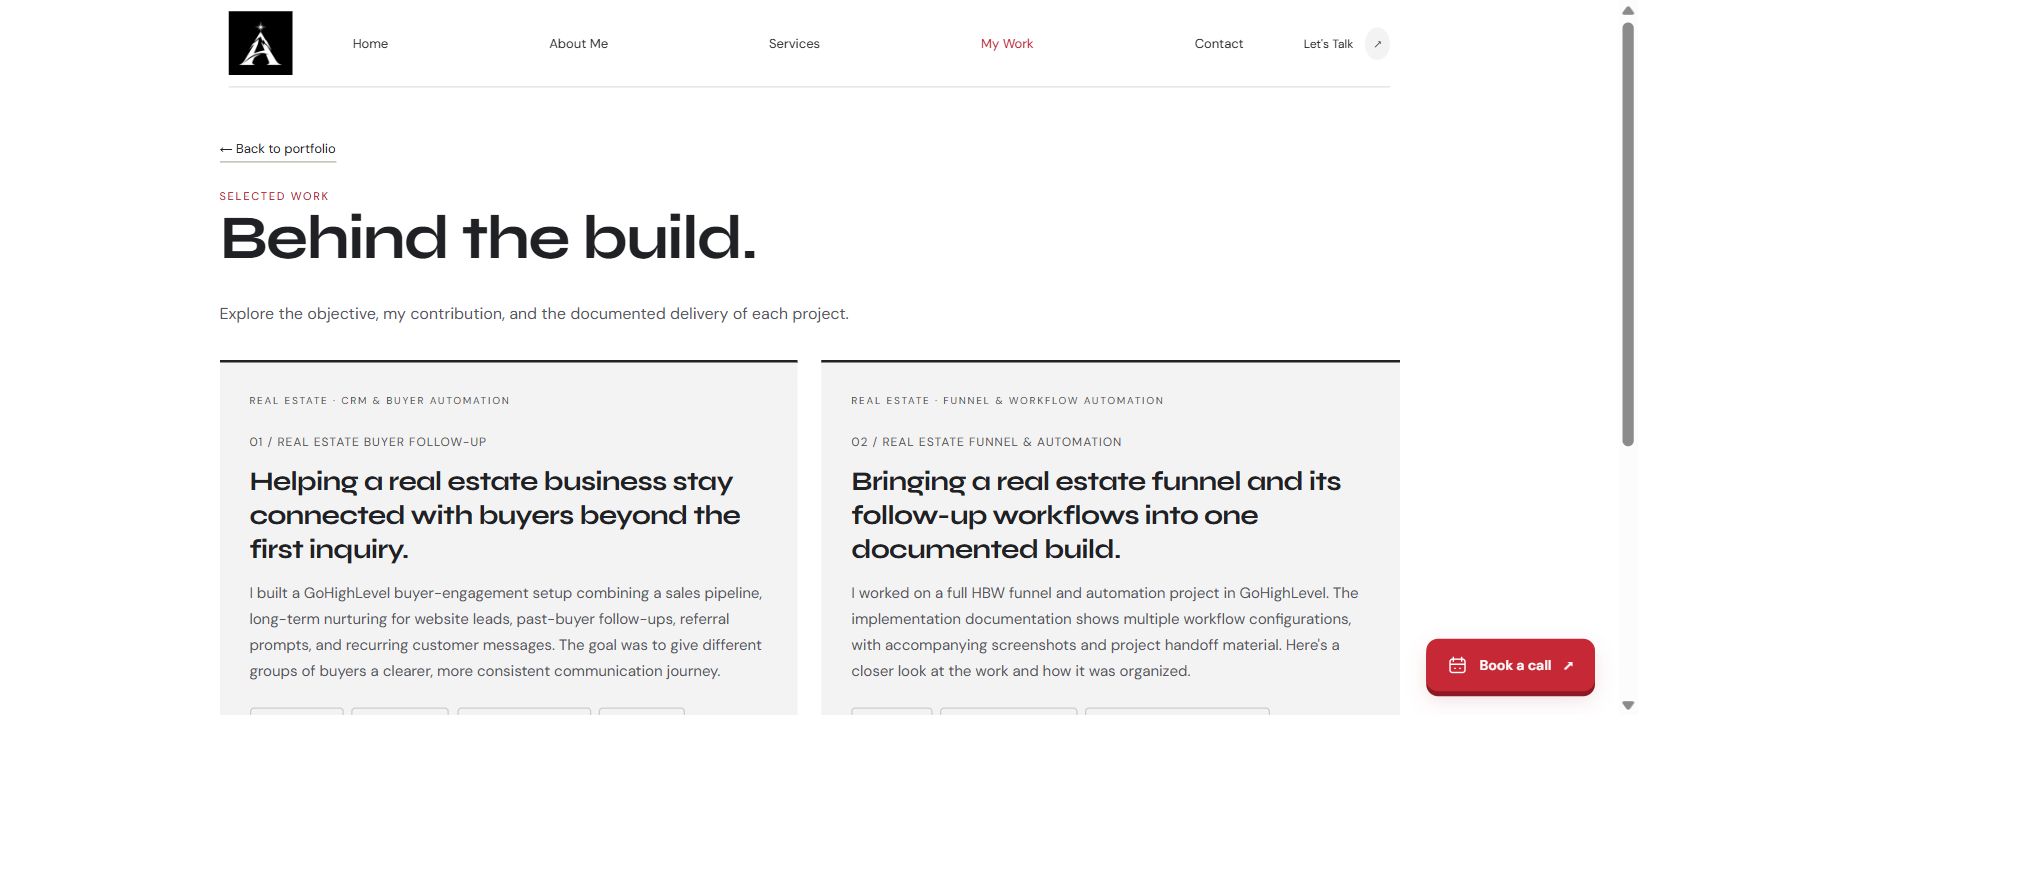 Home
About Me
Services
My Work
Contact
Let's Talk ↗
← Back to portfolio
SELECTED WORK
Behind the build.
Explore the objective, my contribution, and the documented delivery of each project.
REAL ESTATE · CRM & BUYER AUTOMATION
01 / REAL ESTATE BUYER FOLLOW-UP
Helping a real estate business stay
connected with buyers beyond the
first inquiry.
I built a GoHighLevel buyer-engagement setup combining a sales pipeline,
long-term nurturing for website leads, past-buyer follow-ups, referral
prompts, and recurring customer messages. The goal was to give different
groups of buyers a clearer, more consistent communication journey.
REAL ESTATE · FUNNEL & WORKFLOW AUTOMATION
02 / REAL ESTATE FUNNEL & AUTOMATION
Bringing a real estate funnel and its
follow-up workflows into one
documented build.
I worked on a full HBW funnel and automation project in GoHighLevel. The
implementation documentation shows multiple workflow configurations,
with accompanying screenshots and project handoff material. Here's a
closer look at the work and how it was organized.
Book a call ↗